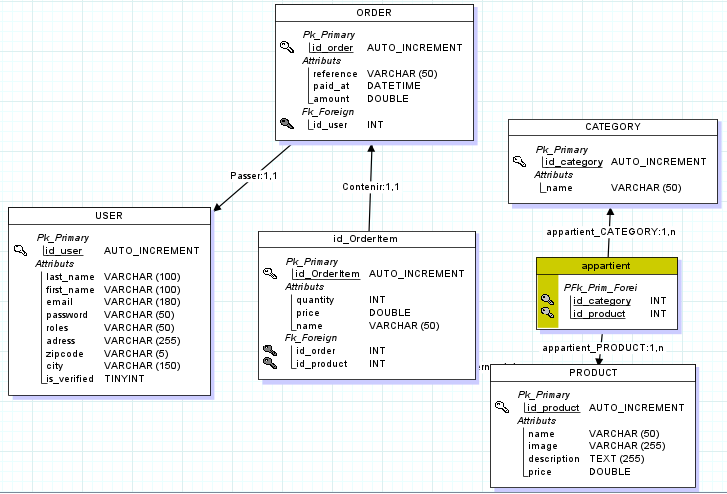 ORDER
Pk_Primary
id_order AUTO_INCREMENT
Attributs
reference VARCHAR (50)
paid_at DATETIME
amount DOUBLE
Fk_Foreign
id_user INT
CATEGORY
Pk_Primary
id_category AUTO_INCREMENT
Attributs
name VARCHAR (50)
Passer:1,1
Contenir:1,1
USER
Pk_Primary
id_user AUTO_INCREMENT
Attributs
last_name VARCHAR (100)
first_name VARCHAR (100)
email VARCHAR (180)
password VARCHAR (50)
roles VARCHAR (50)
adress VARCHAR (255)
zipcode VARCHAR (5)
city VARCHAR (150)
is_verified TINYINT
id_OrderItem
Pk_Primary
id_OrderItem AUTO_INCREMENT
Attributs
quantity INT
price DOUBLE
name VARCHAR (50)
Fk_Foreign
id_order INT
id_product INT
appartient_CATEGORY:1,n
appartient
PFk_Prim_Forei
id_category INT
id_product INT
appartient_PRODUCT:1,n
PRODUCT
Pk_Primary
id_product AUTO_INCREMENT
Attributs
name VARCHAR (50)
image VARCHAR (255)
description TEXT (255)
price DOUBLE